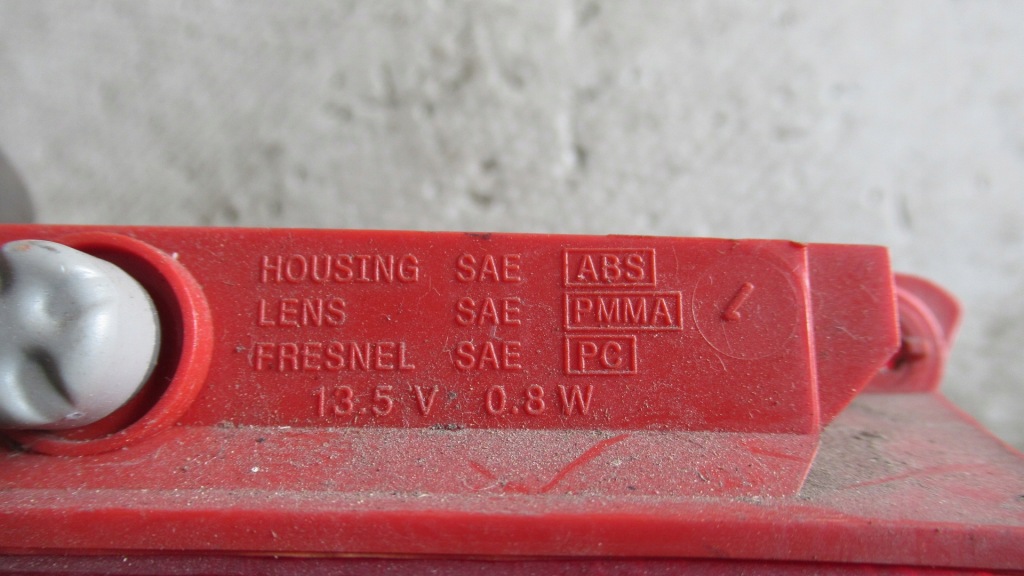 HOUSING SAE ABS
LENS SAE PMMA
FRESNEL SAE PC
13.5 V 0.8 W